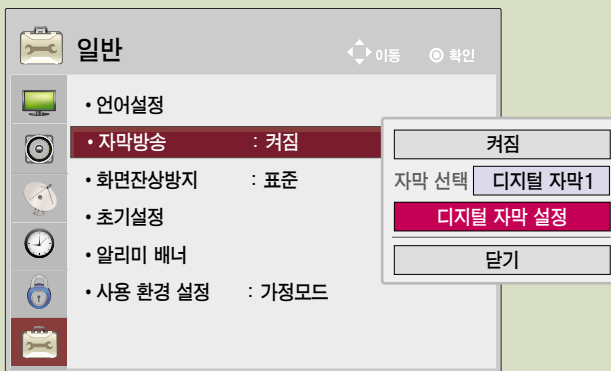 일반
이동 확인
• 언어설정
• 자막방송 : 켜짐
• 화면잔상방지 : 표준
• 초기설정
• 알리미 배너
• 사용 환경 설정 : 가정모드
켜짐
자막 선택 디지털 자막1
디지털 자막 설정
닫기